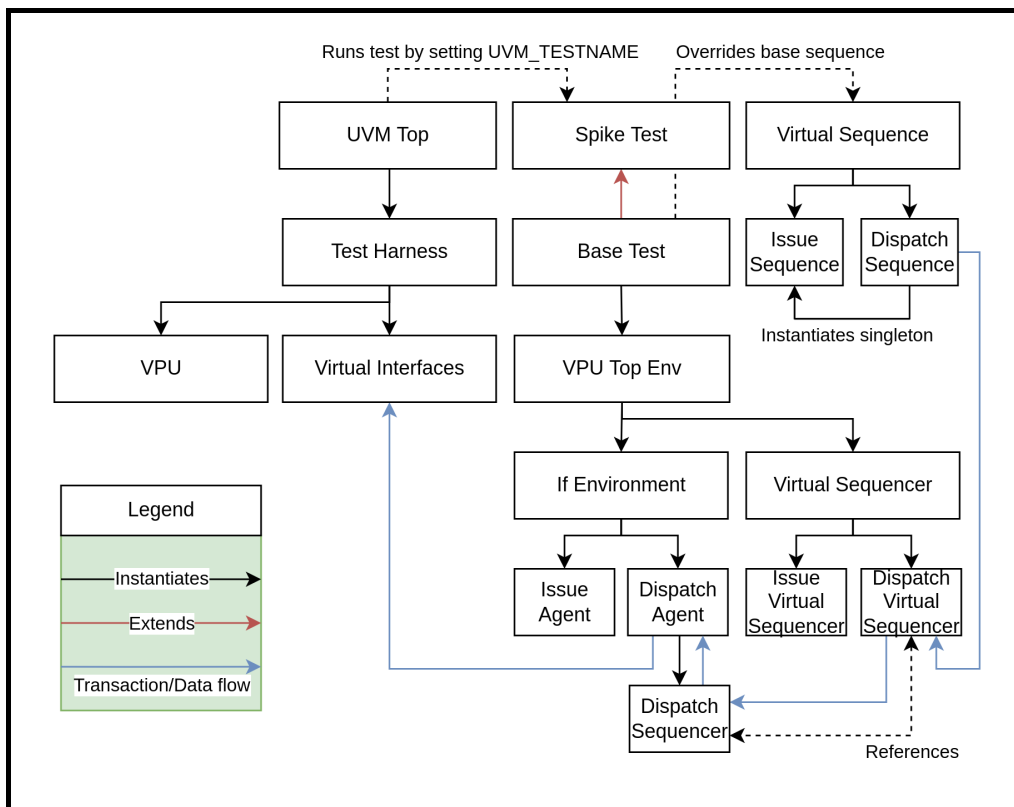 Runs test by setting UVM_TESTNAME
Overrides base sequence
UVM Top
Spike Test
Virtual Sequence
Test Harness
Base Test
Issue
Sequence
Dispatch
Sequence
Instantiates singleton
VPU
Virtual Interfaces
VPU Top Env
If Environment
Virtual Sequencer
Legend
Instantiates
Extends
Transaction/Data flow
Issue
Agent
Dispatch
Agent
Issue
Virtual
Sequencer
Dispatch
Virtual
Sequencer
Dispatch
Sequencer
References